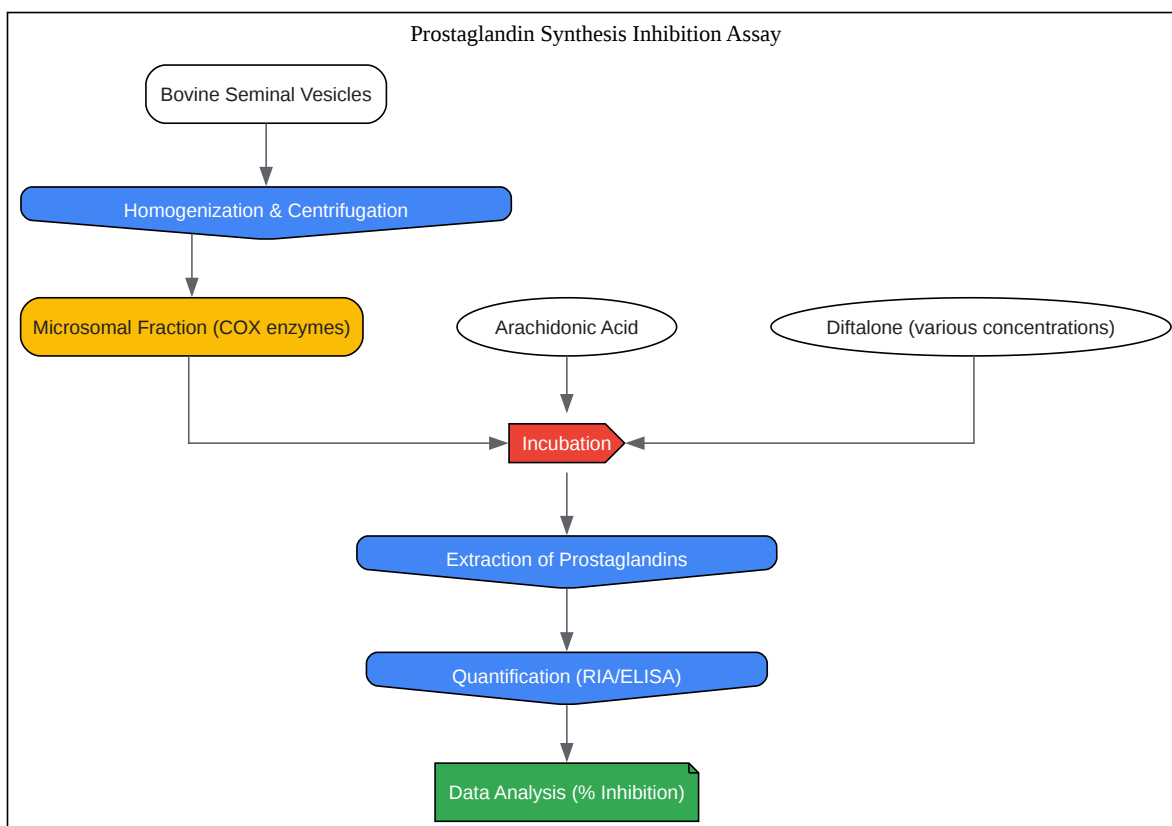 Prostaglandin Synthesis Inhibition Assay
Bovine Seminal Vesicles
Homogenization & Centrifugation
Microsomal Fraction (COX enzymes)
Arachidonic Acid
Diftalone (various concentrations)
Incubation
Extraction of Prostaglandins
Quantification (RIA/ELISA)
Data Analysis (% Inhibition)